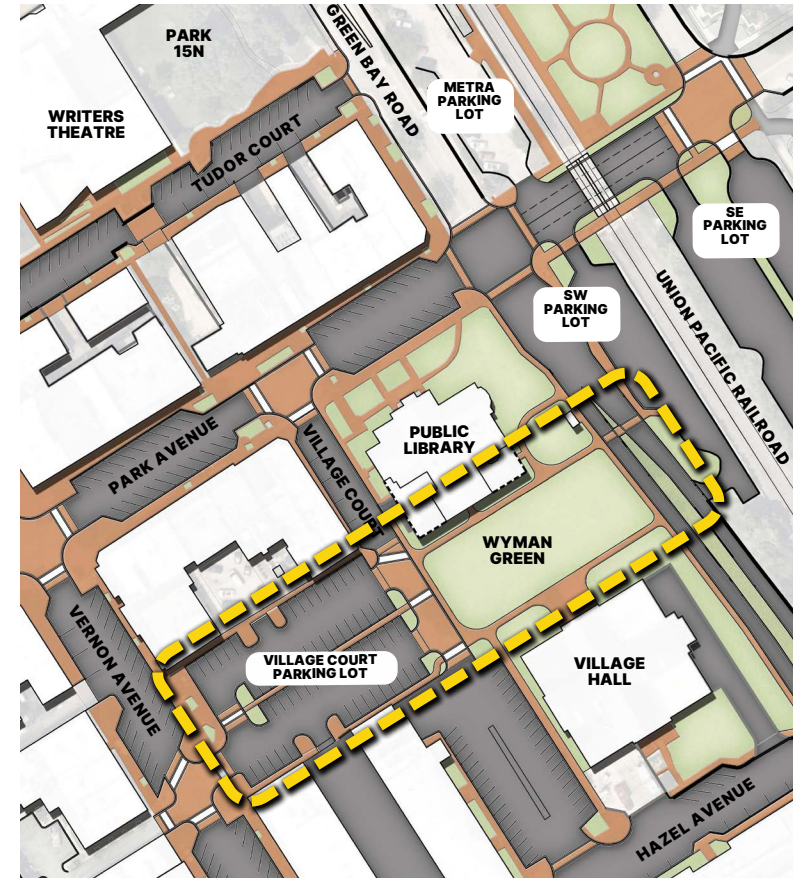 PARK
15N
GREEN BAY ROAD
METRA
PARKING
LOT
WRITERS
THEATRE
TUDOR COURT
SE
PARKING
LOT
SW
PARKING
LOT
UNION PACIFIC RAILROAD
PUBLIC
LIBRARY
PARK AVENUE
VILLAGE COURT
WYMAN
GREEN
VERNON AVENUE
VILLAGE COURT
PARKING LOT
VILLAGE
HALL
HAZEL AVENUE